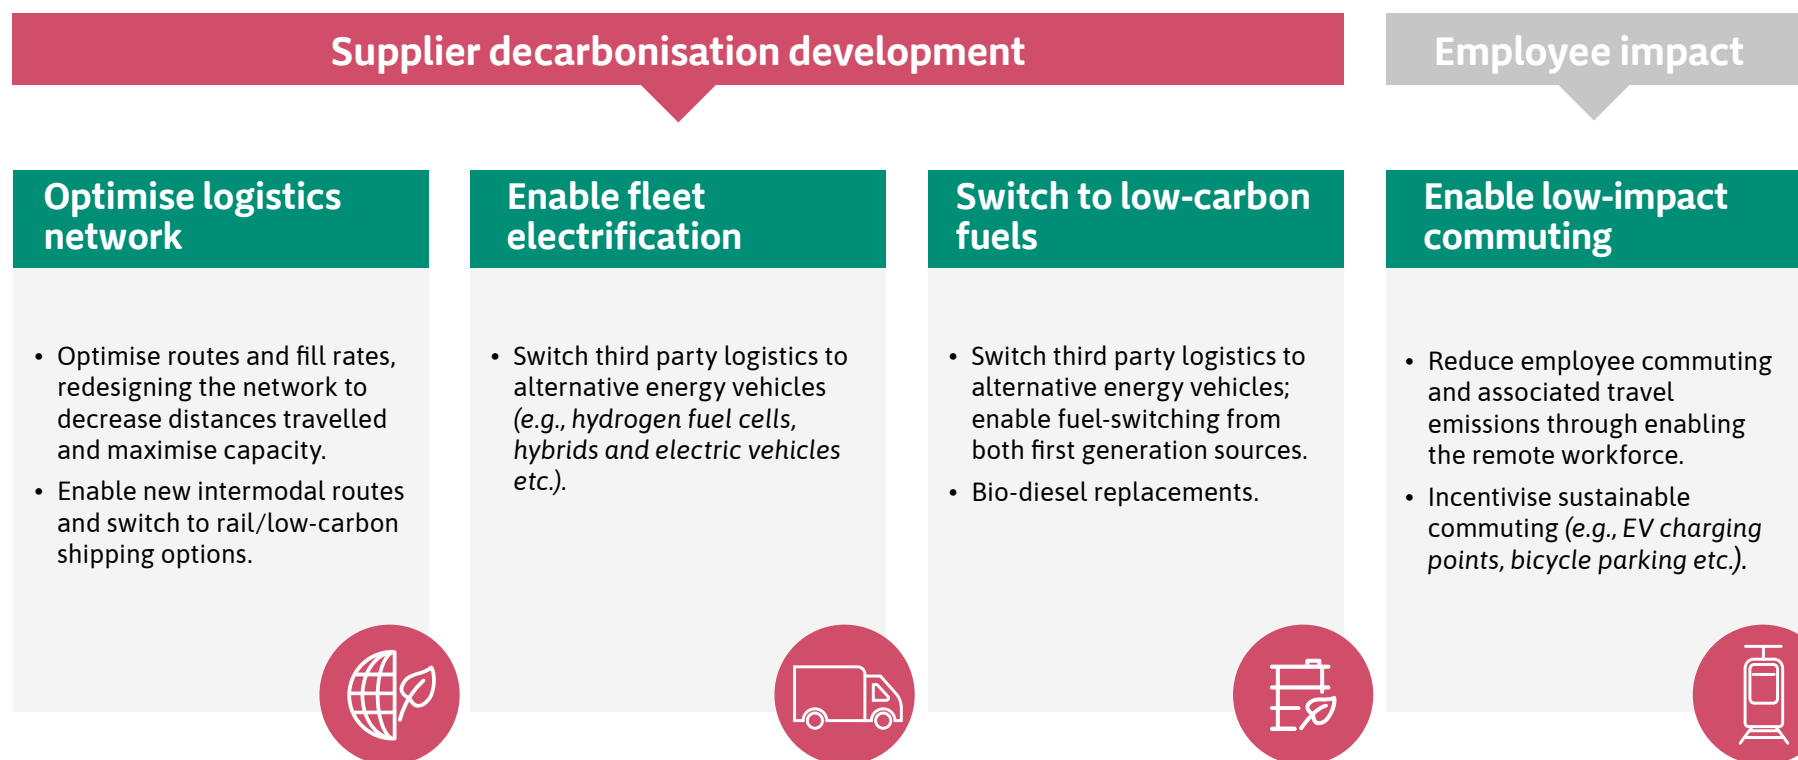 Supplier decarbonisation development
Employee impact
Optimise logistics
network
• Optimise routes and fill rates,
redesigning the network to
decrease distances travelled
and maximise capacity.
• Enable new intermodal routes
and switch to rail/low-carbon
shipping options.
Enable fleet
electrification
• Switch third party logistics to
alternative energy vehicles
(e.g., hydrogen fuel cells,
hybrids and electric vehicles
etc.).
Switch to low-carbon
fuels
• Switch third party logistics to
alternative energy vehicles;
enable fuel-switching from
both first generation sources.
• Bio-diesel replacements.
Enable low-impact
commuting
• Reduce employee commuting
and associated travel
emissions through enabling
the remote workforce.
• Incentivise sustainable
commuting (e.g., EV charging
points, bicycle parking etc.).